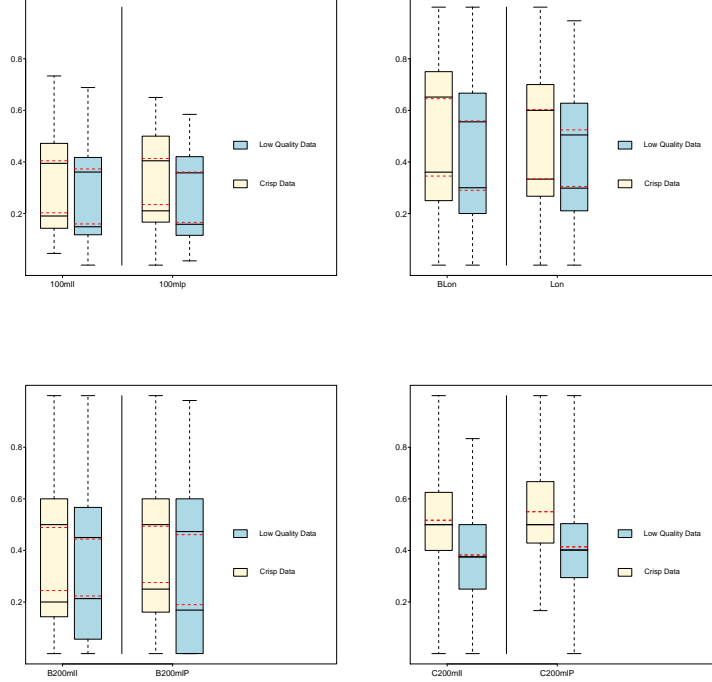 0.8
0.6
0.4
0.2
Low Quality Data
Crisp Data
100mlI
100mlp
0.8
0.6
0.4
0.2
Low Quality Data
Crisp Data
BLon
Lon
0.8
0.6
0.4
0.2
Low Quality Data
Crisp Data
B200mlI
B200mlP
0.8
0.6
0.4
0.2
Low Quality Data
Crisp Data
C200mlI
C200mlP